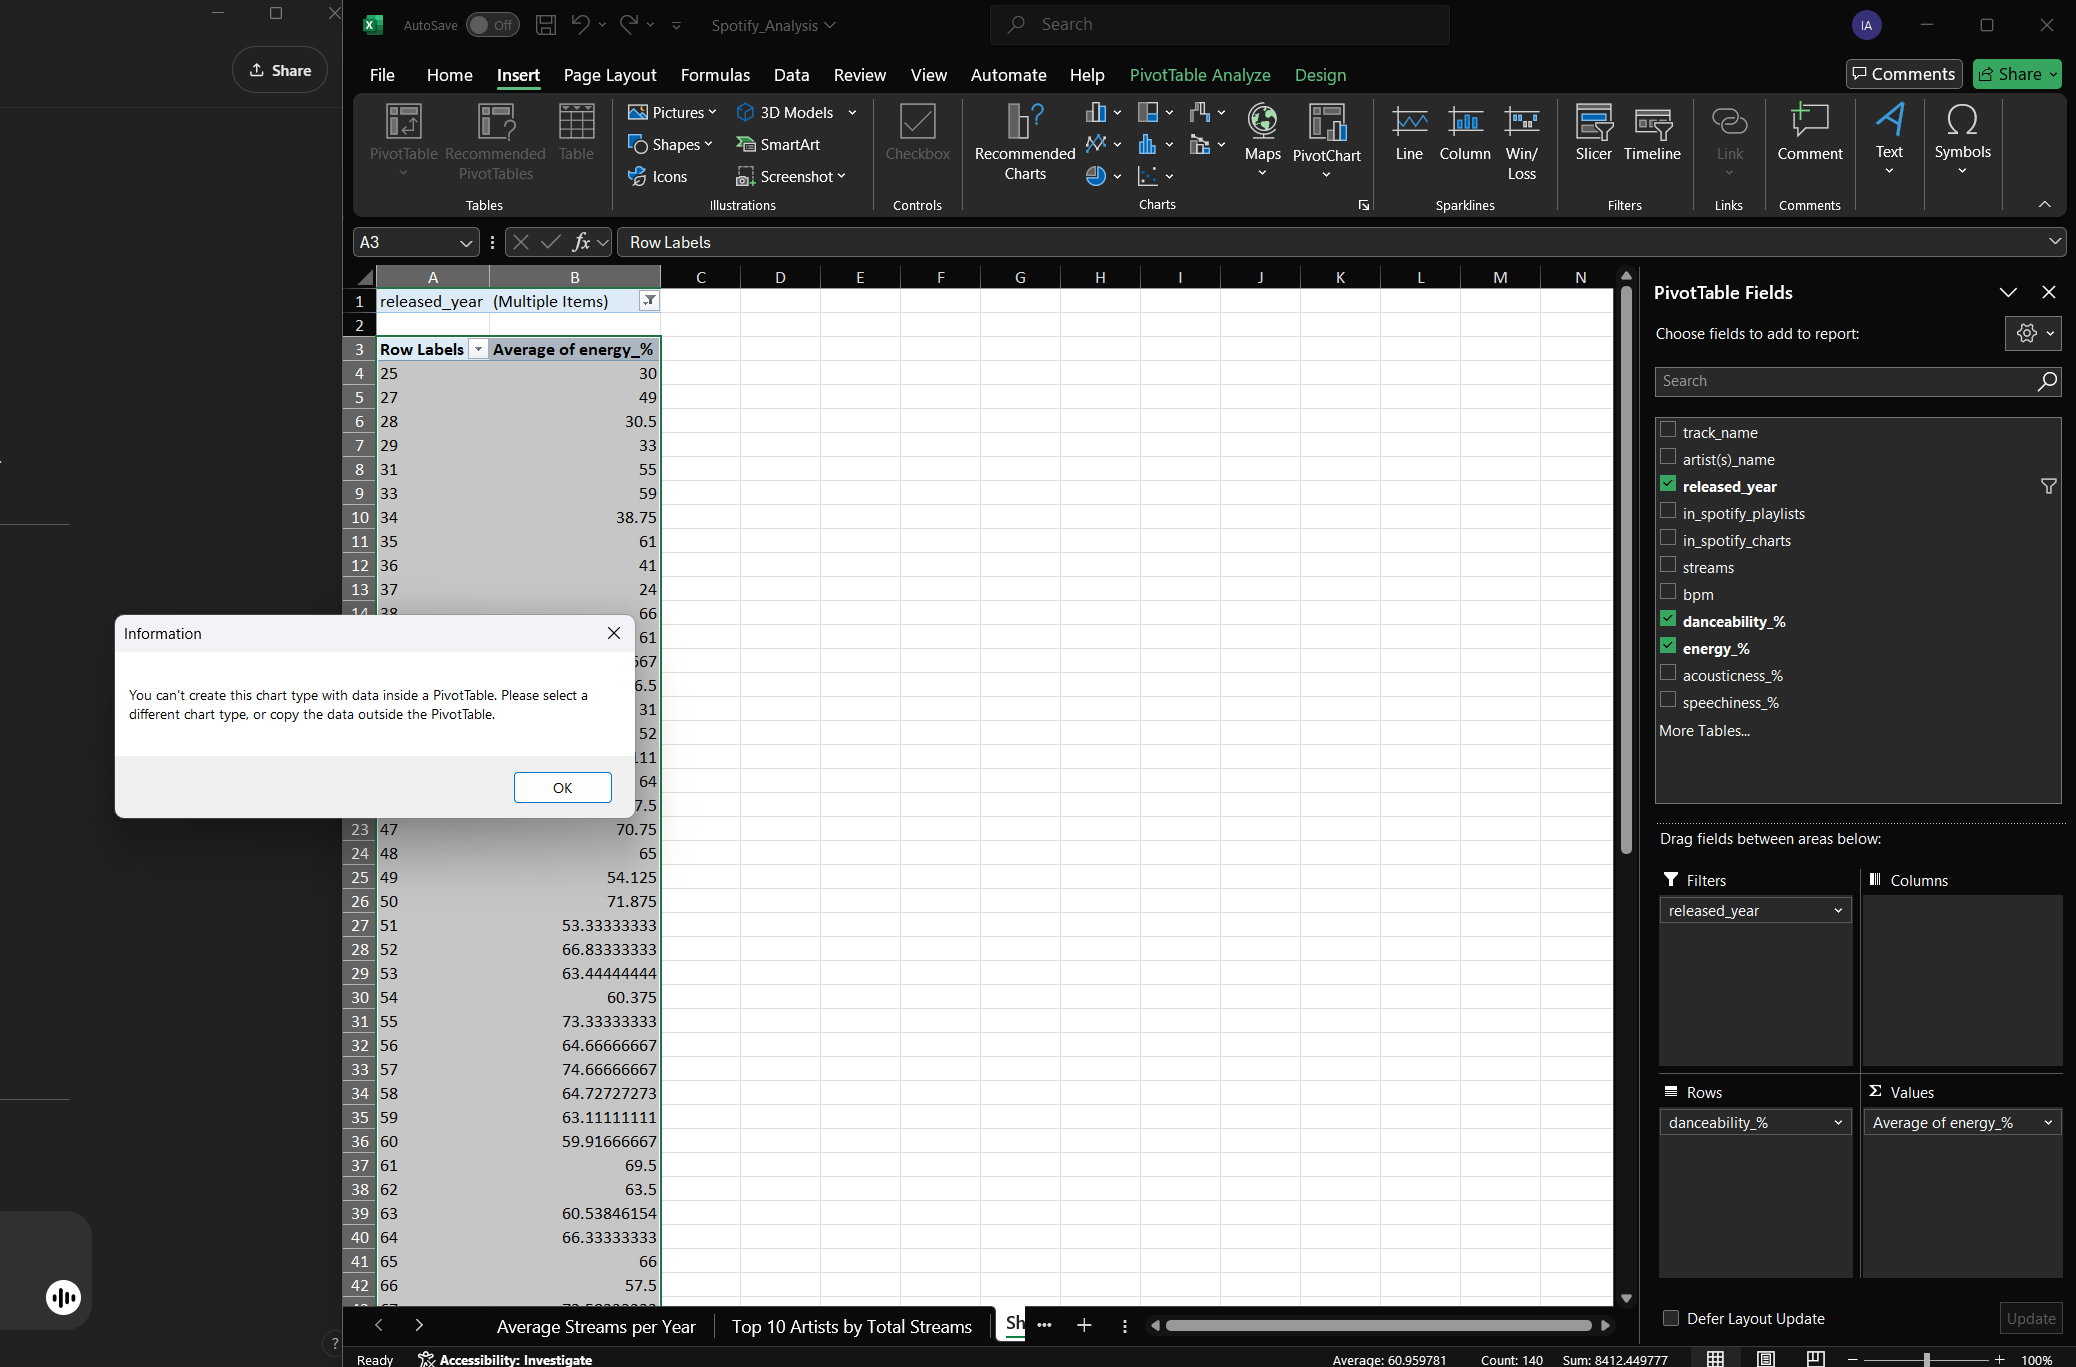 Share
AutoSave
Off
Spotify_Analysis
Search
IA
File Home Insert Page Layout Formulas Data Review View Automate Help PivotTable Analyze Design
Comments
Share
PivotTable
Recommended
PivotTables
Table
Tables
Pictures
Shapes
Icons
3D Models
SmartArt
Screenshot
Illustrations
Checkbox
Controls
Recommended
Charts
Maps
PivotChart
Charts
Line
Column
Win/
Loss
Sparklines
Slicer
Timeline
Filters
Link
Links
Comment
Comments
Text
Symbols
A3
fx
Row Labels
A B C D E F G H I J K L M N
1 released_year (Multiple Items)
2
3 Row Labels Average of energy_%
4 25 30
5 27 49
6 28 30.5
7 29 33
8 31 55
9 33 59
10 34 38.75
11 35 61
12 36 41
13 37 24
14 38 66
61
667
6.5
31
52
111
64
7.5
Information
You can't create this chart type with data inside a PivotTable. Please select a
different chart type, or copy the data outside the PivotTable.
OK
23 47 70.75
24 48 65
25 49 54.125
26 50 71.875
27 51 53.33333333
28 52 66.83333333
29 53 63.44444444
30 54 60.375
31 55 73.33333333
32 56 64.66666667
33 57 74.66666667
34 58 64.72727273
35 59 63.11111111
36 60 59.91666667
37 61 69.5
38 62 63.5
39 63 60.53846154
40 64 66.33333333
41 65 66
42 66 57.5
PivotTable Fields
Choose fields to add to report:
Search
track_name
artist(s)_name
released_year
in_spotify_playlists
in_spotify_charts
streams
bpm
danceability_%
energy_%
acousticness_%
speechiness_%
More Tables...
Drag fields between areas below:
Filters
released_year
Columns
Rows
danceability_%
Values
Average of energy_%
Defer Layout Update
Update
Average Streams per Year
Top 10 Artists by Total Streams
Sh
?
Ready
Accessibility: Investigate
Average: 60.959781
Count: 140
Sum: 8412.449777
100%